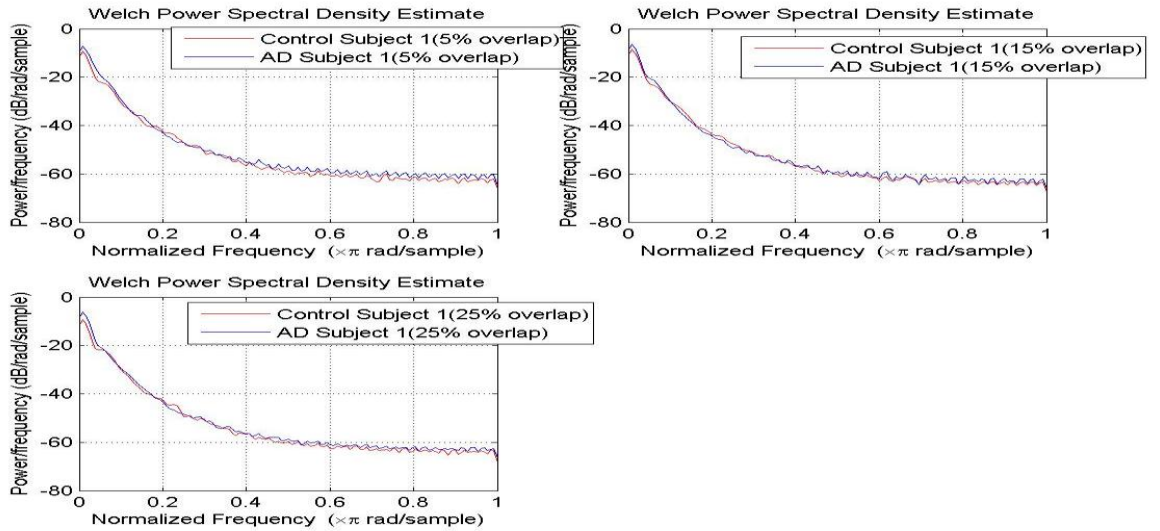 Welch Power Spectral Density Estimate
Control Subject 1(5% overlap)
AD Subject 1(5% overlap)
Power/frequency (dB/rad/sample)
0
-20
-40
-60
-80
0 0.2 0.4 0.6 0.8 1
Normalized Frequency (×π rad/sample)
Welch Power Spectral Density Estimate
Control Subject 1(15% overlap)
AD Subject 1(15% overlap)
Power/frequency (dB/rad/sample)
0
-20
-40
-60
-80
0 0.2 0.4 0.6 0.8 1
Normalized Frequency (×π rad/sample)
Welch Power Spectral Density Estimate
Control Subject 1(25% overlap)
AD Subject 1(25% overlap)
Power/frequency (dB/rad/sample)
0
-20
-40
-60
-80
0 0.2 0.4 0.6 0.8 1
Normalized Frequency (×π rad/sample)